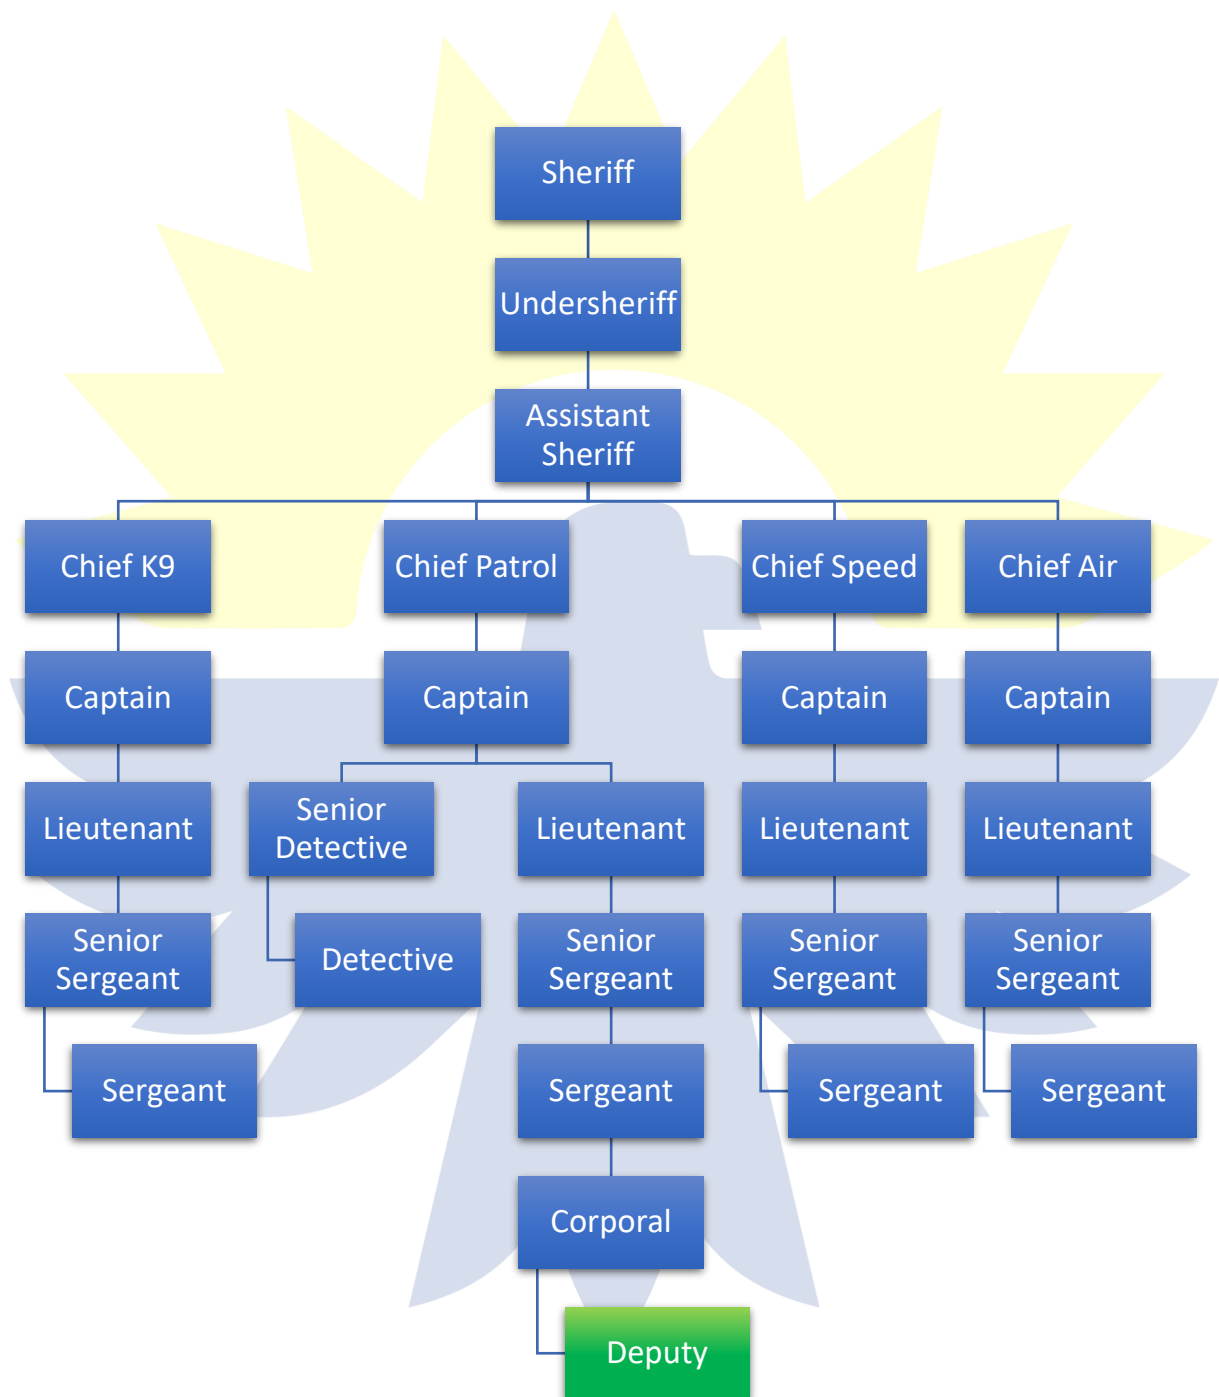 Sheriff
Undersheriff
Assistant
Sheriff
Chief K9
Chief Patrol
Chief Speed
Chief Air
Captain
Captain
Captain
Captain
Lieutenant
Senior
Detective
Lieutenant
Lieutenant
Lieutenant
Senior
Sergeant
Detective
Senior
Sergeant
Senior
Sergeant
Senior
Sergeant
Sergeant
Sergeant
Sergeant
Sergeant
Corporal
Deputy